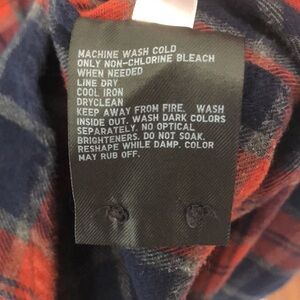 MACHINE WASH COLD
ONLY NON-CHLORINE BLEACH
WHEN NEEDED
LINE DRY
COOL IRON
DRYCLEAN
KEEP AWAY FROM FIRE. WASH
INSIDE OUT. WASH DARK COLORS
SEPARATELY. NO OPTICAL
BRIGHTENERS. DO NOT SOAK.
RESHAPE WHILE DAMP. COLOR
MAY RUB OFF.